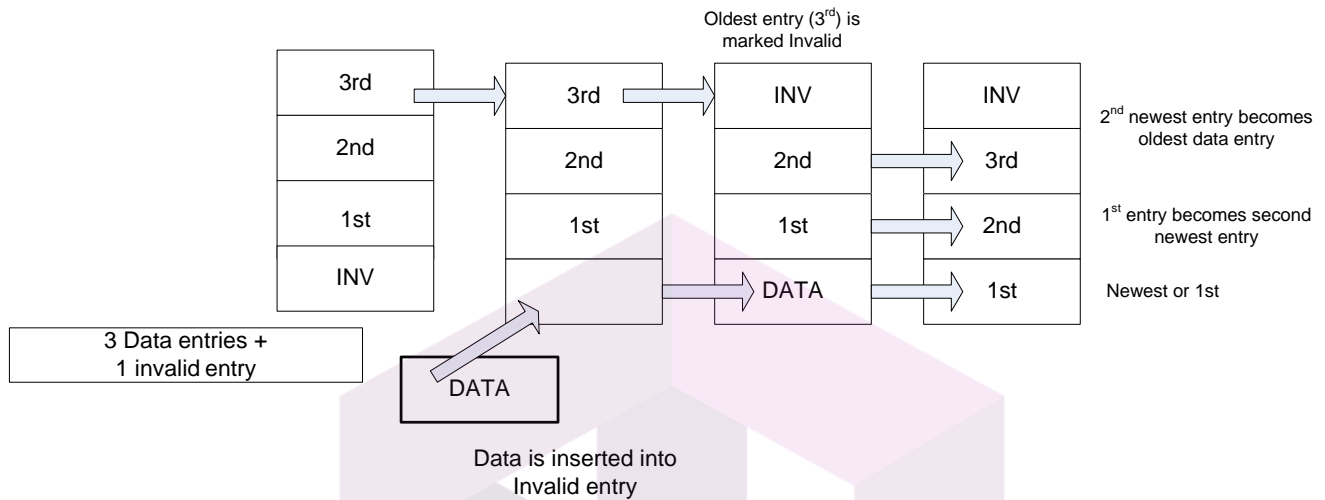 Oldest entry (3rd) is
marked Invalid
3rd
2nd
1st
INV
3rd
2nd
1st
INV
2nd
1st
DATA
INV
3rd
2nd
1st
2nd newest entry becomes
oldest data entry
1st entry becomes second
newest entry
Newest or 1st
3 Data entries +
1 invalid entry
DATA
Data is inserted into
Invalid entry